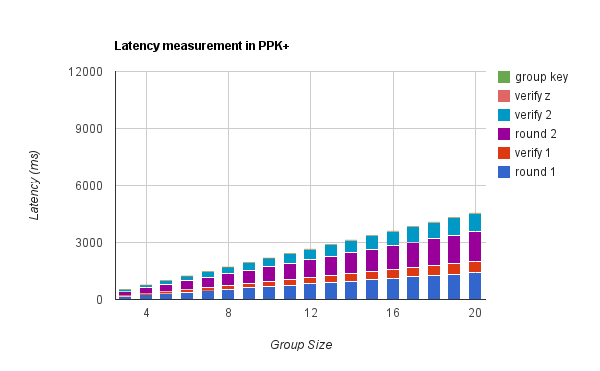 Latency measurement in PPK+
12000
9000
6000
3000
0
Latency (ms)
4
8
12
16
20
Group Size
group key
verify z
verify 2
round 2
verify 1
round 1